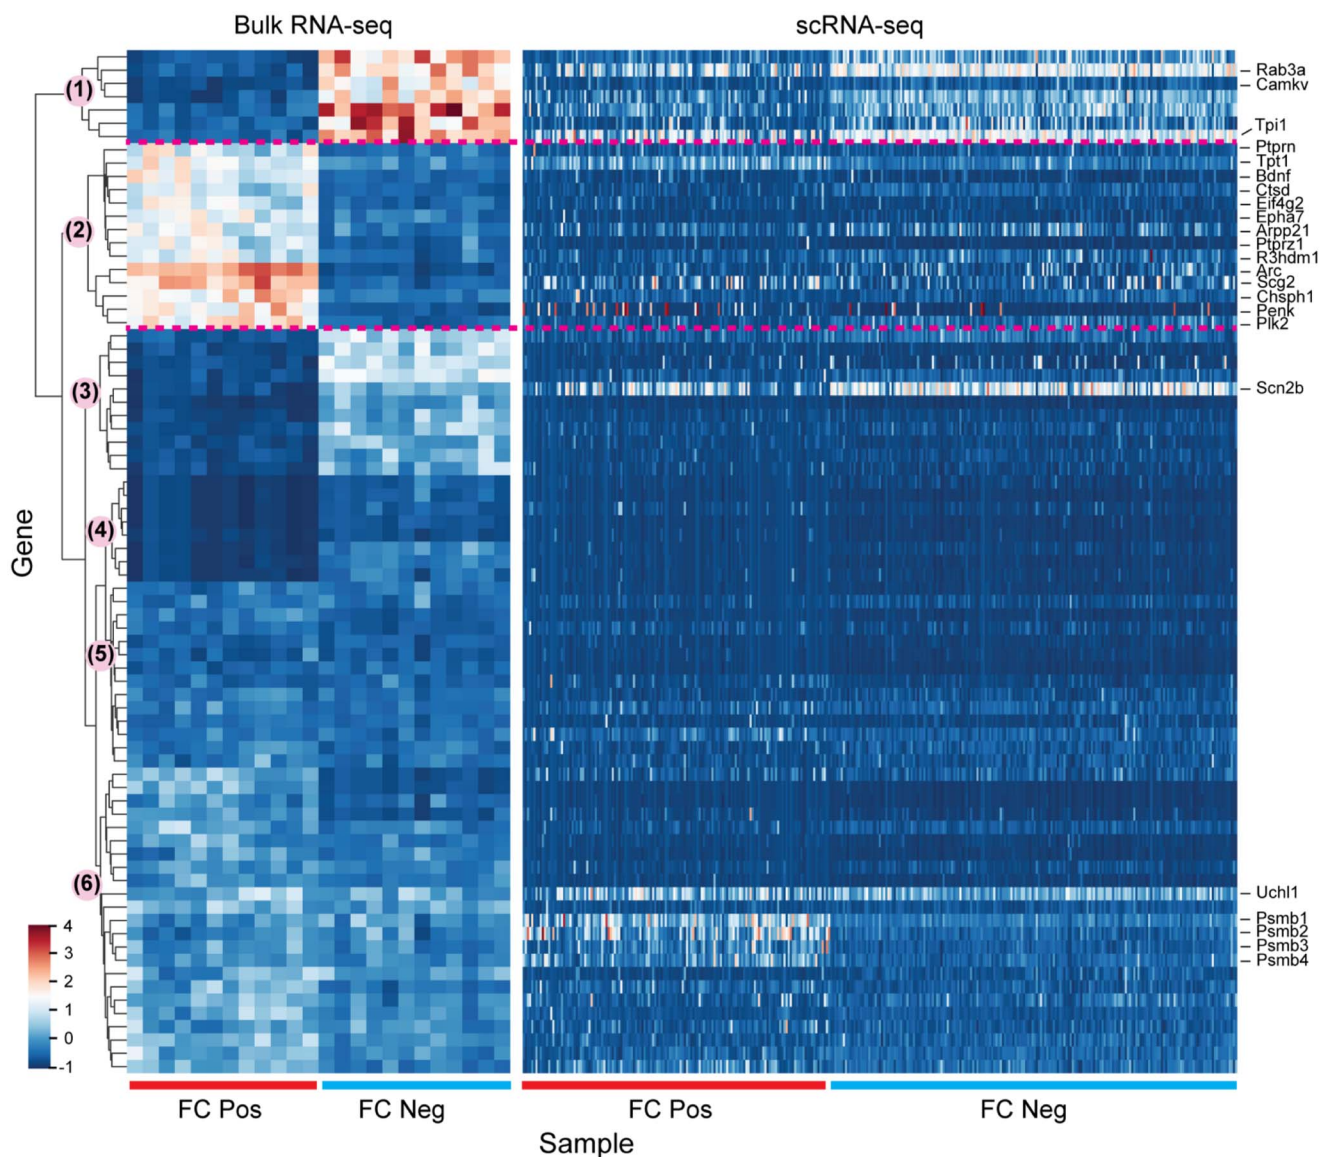 Bulk RNA-seq
scRNA-seq
Gene
(1)
(2)
(3)
(4)
(5)
(6)
Rab3a
Camkv
Tpi1
Ptprn
Tpt1
Bdnf
Ctsd
Eif4g2
Epha7
Arpp21
Ptprz1
R3hdm1
Arc
Scg2
Chsph1
Penk
Plk2
Scn2b
Uchl1
Psmb1
Psmb2
Psmb3
Psmb4
4
3
2
1
0
-1
FC Pos
FC Neg
FC Pos
FC Neg
Sample